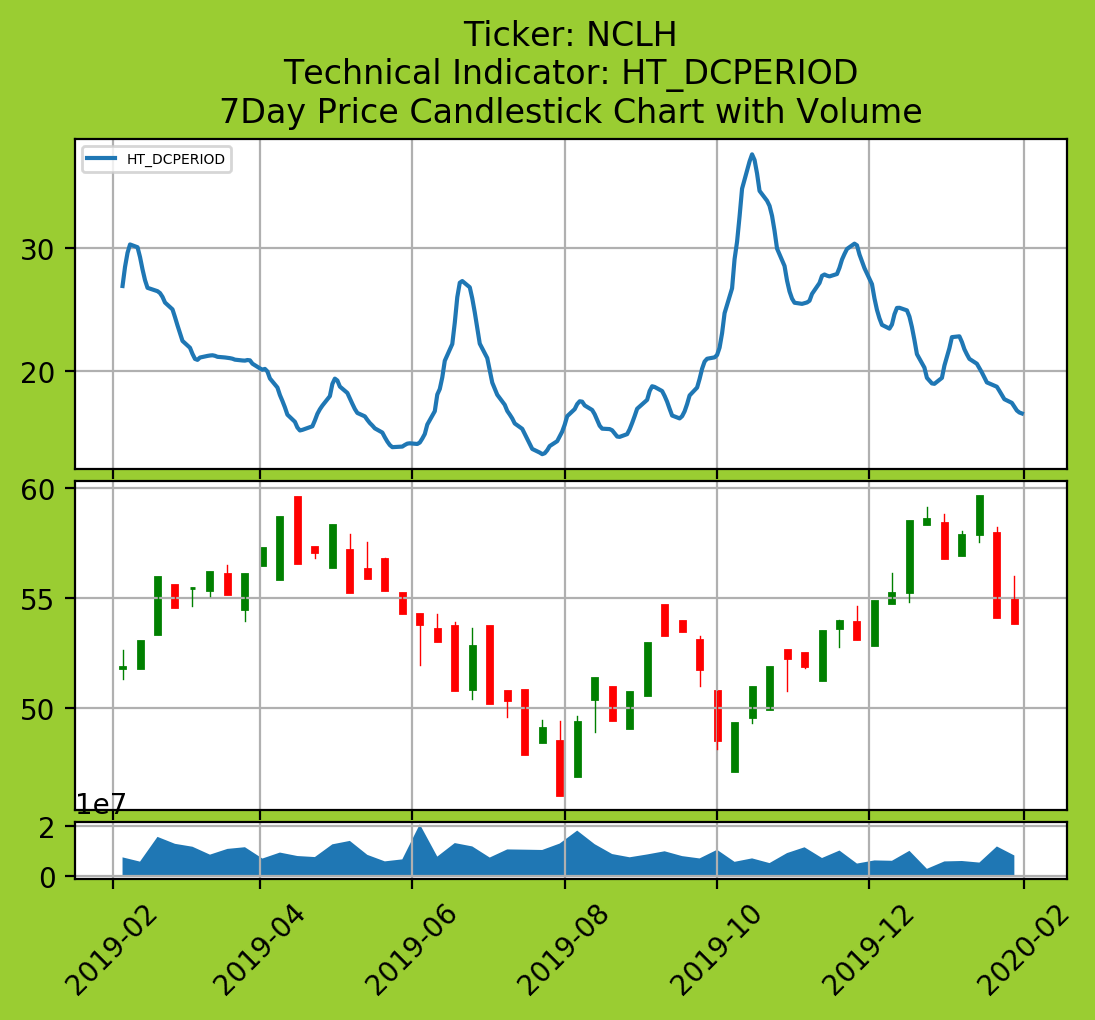 Ticker: NCLH
Technical Indicator: HT_DCPERIOD
7Day Price Candlestick Chart with Volume
HT_DCPERIOD
30
20
60
55
50
1e7
2
0
2019-02
2019-04
2019-06
2019-08
2019-10
2019-12
2020-02